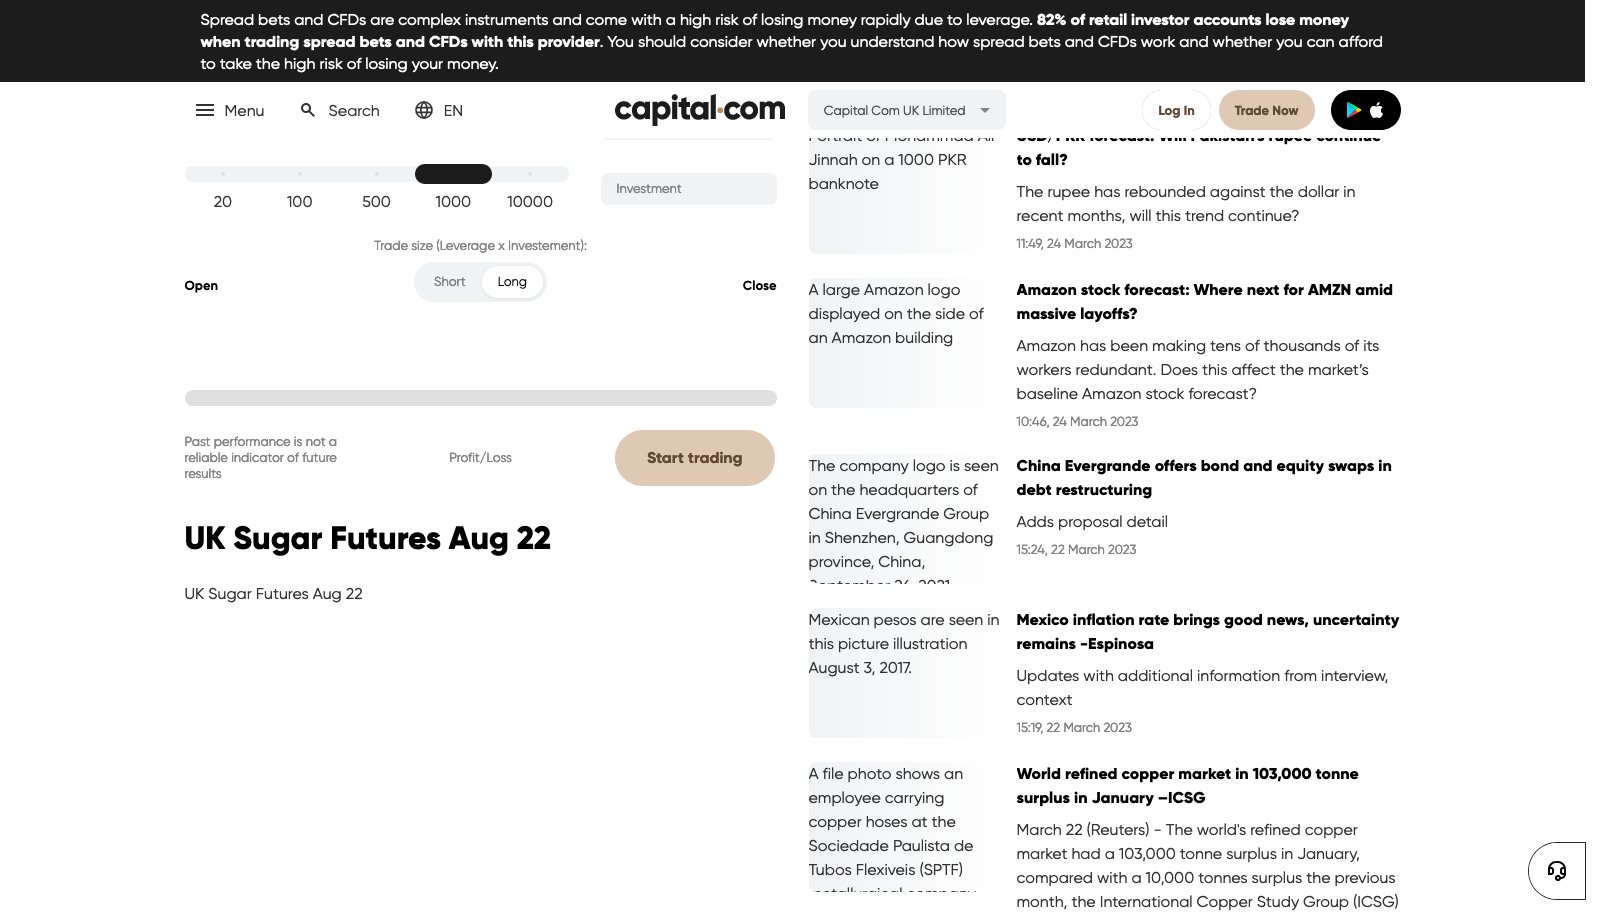 Spread bets and CFDs are complex instruments and come with a high risk of losing money rapidly due to leverage. 82% of retail investor accounts lose money
when trading spread bets and CFDs with this provider. You should consider whether you understand how spread bets and CFDs work and whether you can afford
to take the high risk of losing your money.
Menu
Search
EN
capital.com
Capital Com UK Limited
Log In
Trade Now
20
100
500
1000
10000
Investment
Trade size (Leverage x Investement):
Open
Short
Long
Close
Past performance is not a
reliable indicator of future
results
Profit/Loss
Start trading
UK Sugar Futures Aug 22
UK Sugar Futures Aug 22
Portrait of Mohammad Ali
Jinnah on a 1000 PKR
banknote
USD/PKR forecast: Will Pakistan's rupee continue
to fall?
The rupee has rebounded against the dollar in
recent months, will this trend continue?
11:49, 24 March 2023
A large Amazon logo
displayed on the side of
an Amazon building
Amazon stock forecast: Where next for AMZN amid
massive layoffs?
Amazon has been making tens of thousands of its
workers redundant. Does this affect the market’s
baseline Amazon stock forecast?
10:46, 24 March 2023
The company logo is seen
on the headquarters of
China Evergrande Group
in Shenzhen, Guangdong
province, China,
September 26, 2021
China Evergrande offers bond and equity swaps in
debt restructuring
Adds proposal detail
15:24, 22 March 2023
Mexican pesos are seen in
this picture illustration
August 3, 2017.
Mexico inflation rate brings good news, uncertainty
remains -Espinosa
Updates with additional information from interview,
context
15:19, 22 March 2023
A file photo shows an
employee carrying
copper hoses at the
Sociedade Paulista de
Tubos Flexiveis (SPTF)
metallurgical company
World refined copper market in 103,000 tonne
surplus in January –ICSG
March 22 (Reuters) - The world's refined copper
market had a 103,000 tonne surplus in January,
compared with a 10,000 tonnes surplus the previous
month, the International Copper Study Group (ICSG)